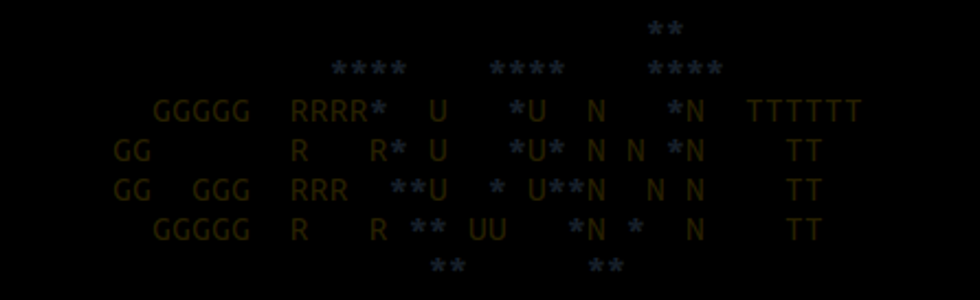 **
           ****    ****    ****
  GGGGG  RRRR*  U   *U  N   *N  TTTTTT
GG       R   R* U   *U* N N *N    TT
GG  GGG  RRR  **U  * U**N  N N    TT
  GGGGG  R   R ** UU   *N *  N    TT
                **      **